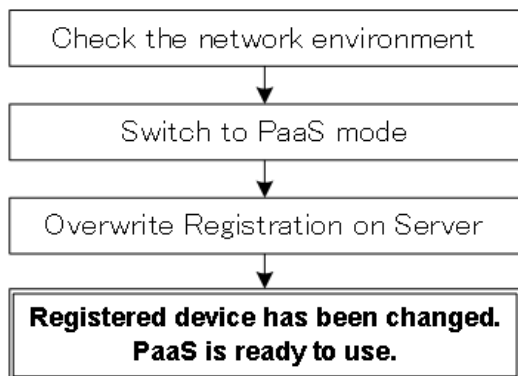 Check the network environment
Switch to PaaS mode
Overwrite Registration on Server
Registered device has been changed.
PaaS is ready to use.